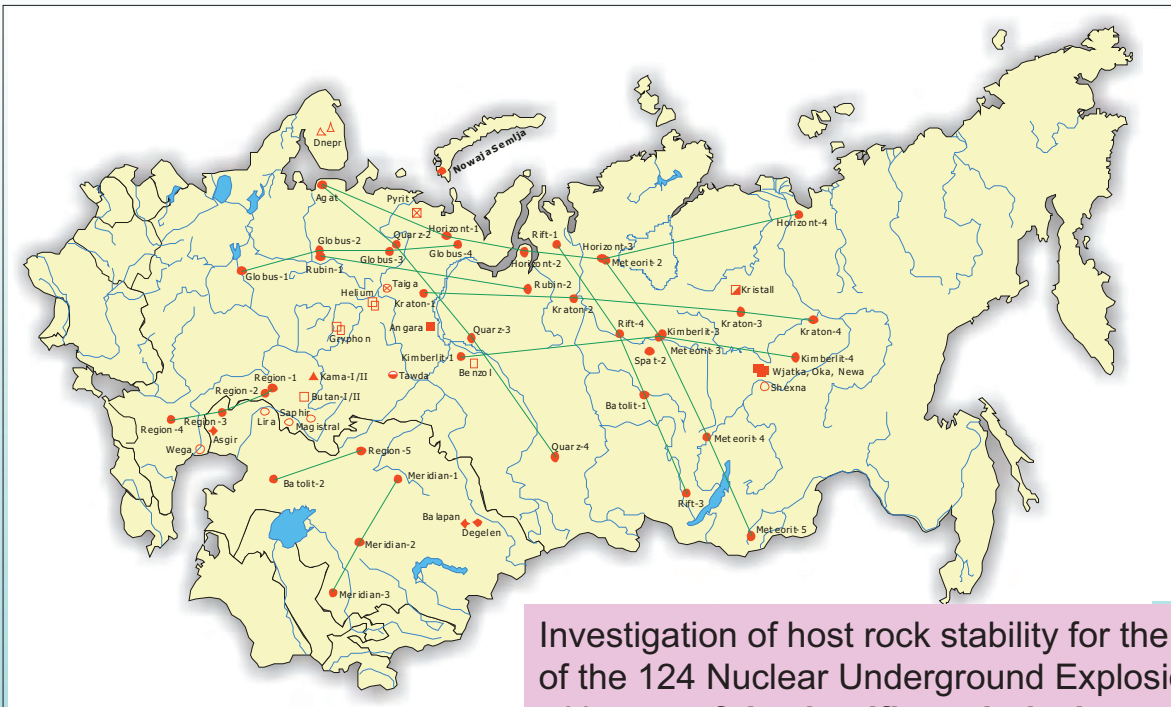 Dnepr
Nowaja Semlja
Agat
Pyrit
Horizont-1
Rift-1
Horizont-3
Horizont-4
Globus-2
Quarz-2
Globus-3
Globus-4
Horizont-2
Meteorit-2
Globus-1
Rubin-1
Taiga
Rubin-2
Kristall
Helium
Kraton-1
Kraton-2
Kraton-3
Kraton-4
Gryphon
Angara
Quarz-3
Rift-4
Kimberlit-3
Kimberlit-1
Benzol
Spat-2
Meteorit-3
Kimberlit-4
Wjatka, Oka, Newa
Region-1
Kama-I/II
Tawda
Shexna
Region-2
Butan-I/II
Batolit-1
Region-3
Saphir
Region-4
Lira
Magistral
Asgir
Meteorit-4
Wega
Region-5
Quarz-4
Batolit-2
Meridian-1
Rift-3
Balapan
Degelen
Meteorit-5
Meridian-2
Meridian-3
Investigation of host rock stability for the
of the 124 Nuclear Underground Explosi